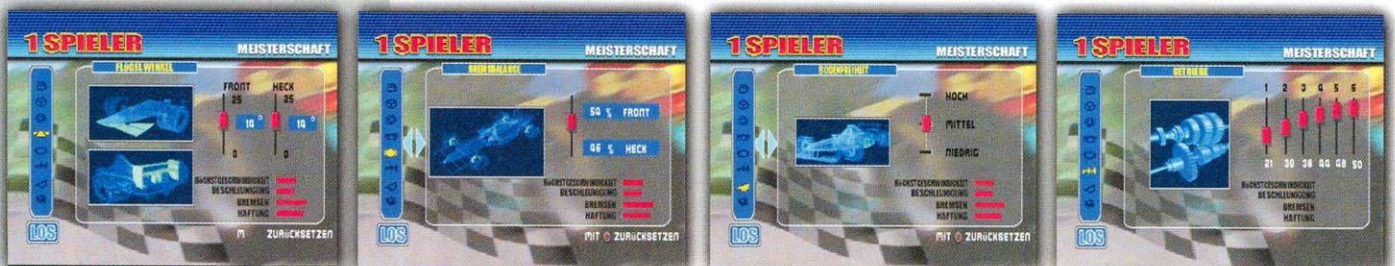 1 SPIELER
MEISTERSCHAFT
FLÜGELWINKEL
FRONT HECK
25 25
14 ° 14 °
0 0
HÖCHSTGESCHWINDIGKEIT
BESCHLEUNIGUNG
BREMSEN
HAFTUNG
LOS
M ZURÜCKSETZEN
1 SPIELER
MEISTERSCHAFT
BREMSBALANCE
54 % FRONT
46 % HECK
HÖCHSTGESCHWINDIGKEIT
BESCHLEUNIGUNG
BREMSEN
HAFTUNG
LOS
MIT ZURÜCKSETZEN
1 SPIELER
MEISTERSCHAFT
BODENFREIHEIT
HOCH
MITTEL
NIEDRIG
HÖCHSTGESCHWINDIGKEIT
BESCHLEUNIGUNG
BREMSEN
HAFTUNG
LOS
MIT ZURÜCKSETZEN
1 SPIELER
MEISTERSCHAFT
GETRIEBE
1 2 3 4 5 6
21 30 38 44 48 50
HÖCHSTGESCHWINDIGKEIT
BESCHLEUNIGUNG
BREMSEN
HAFTUNG
LOS